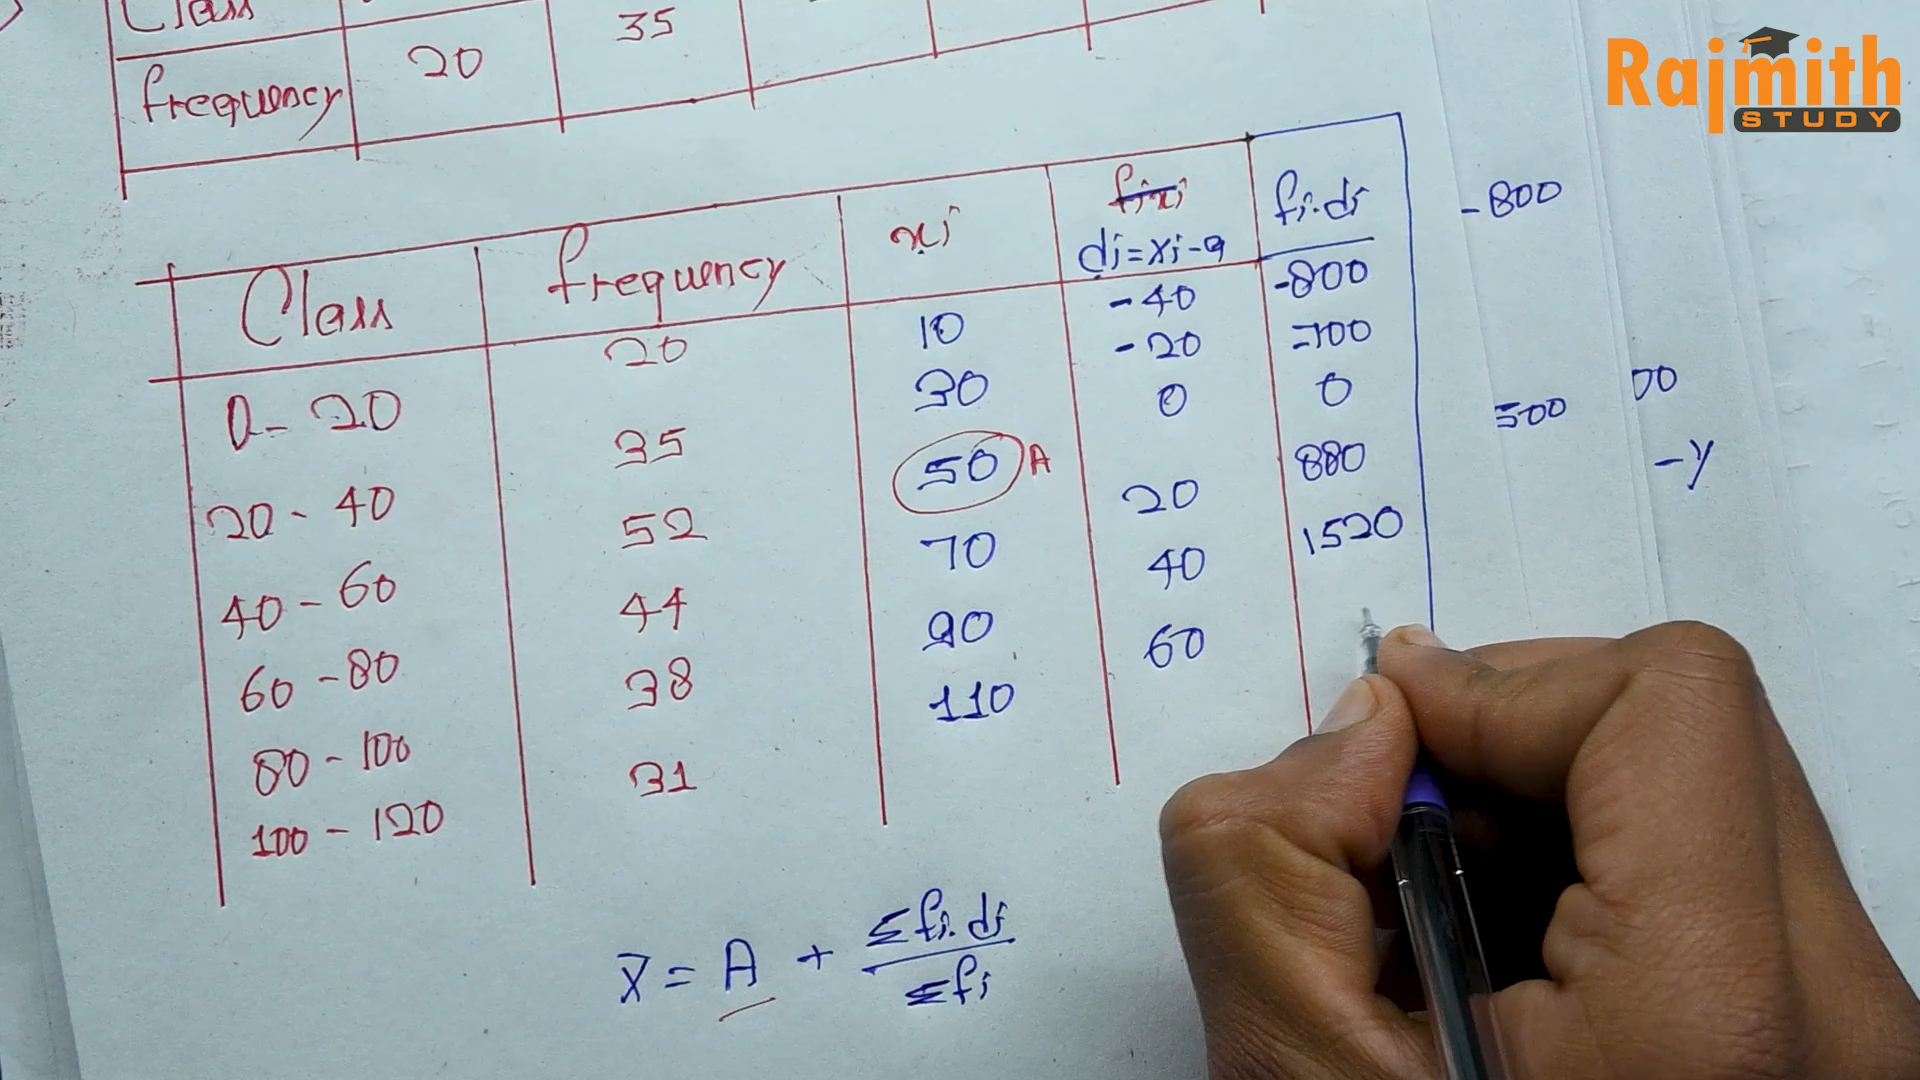 Class
35
frequency 20
Rajmith
STUDY
Class frequency xi fixi fi.di
di=xi-a
0-20 20 10 -40 -800
20-40 35 30 -20 -700
40-60 52 50 A 0 0
60-80 44 70 20 880
80-100 38 90 40 1520
100-120 31 110 60
-800
500 00
-y
x̄ = A + Σfi.di
Σfi